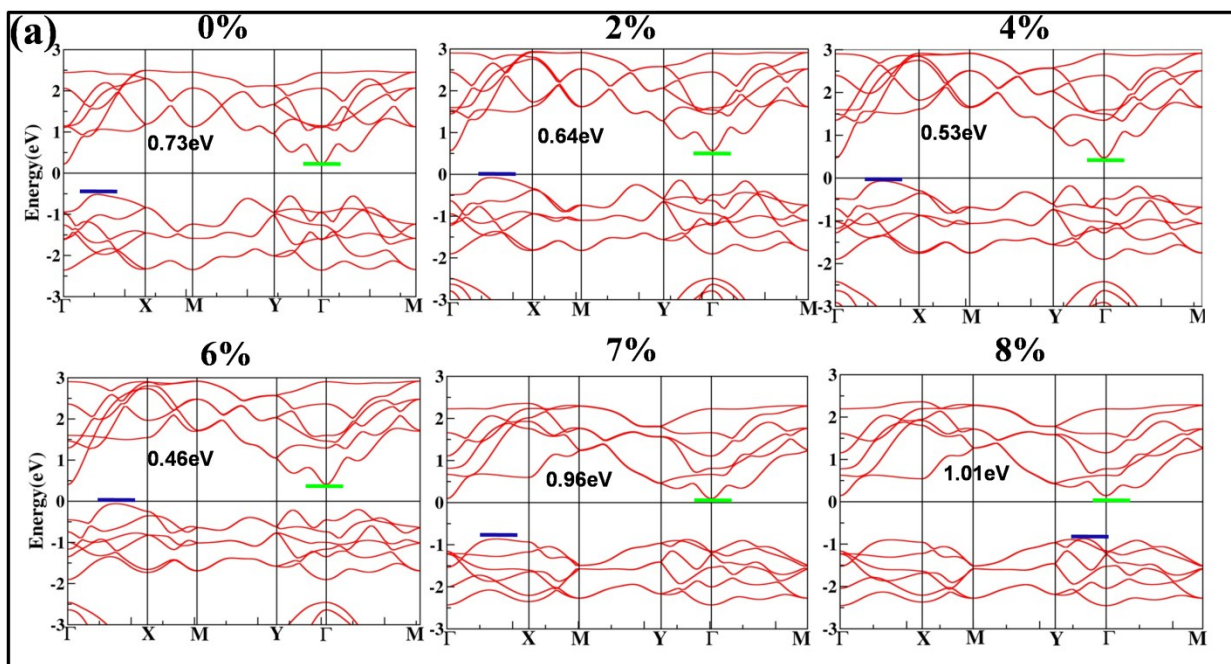 (a)
0% 2% 4%
3 3 3
2 2 2
1 1 1
0 0 0
-1 -1 -1
-2 -2 -2
-3 -3 -3
Energy(eV)
0.73eV 0.64eV 0.53eV
Γ X M Y Γ M Γ X M Y Γ M Γ X M Y Γ M
6% 7% 8%
3 3 3
2 2 2
1 1 1
0 0 0
-1 -1 -1
-2 -2 -2
-3 -3 -3
Energy(eV)
0.46eV 0.96eV 1.01eV
Γ X M Y Γ M Γ X M Y Γ M Γ X M Y Γ M